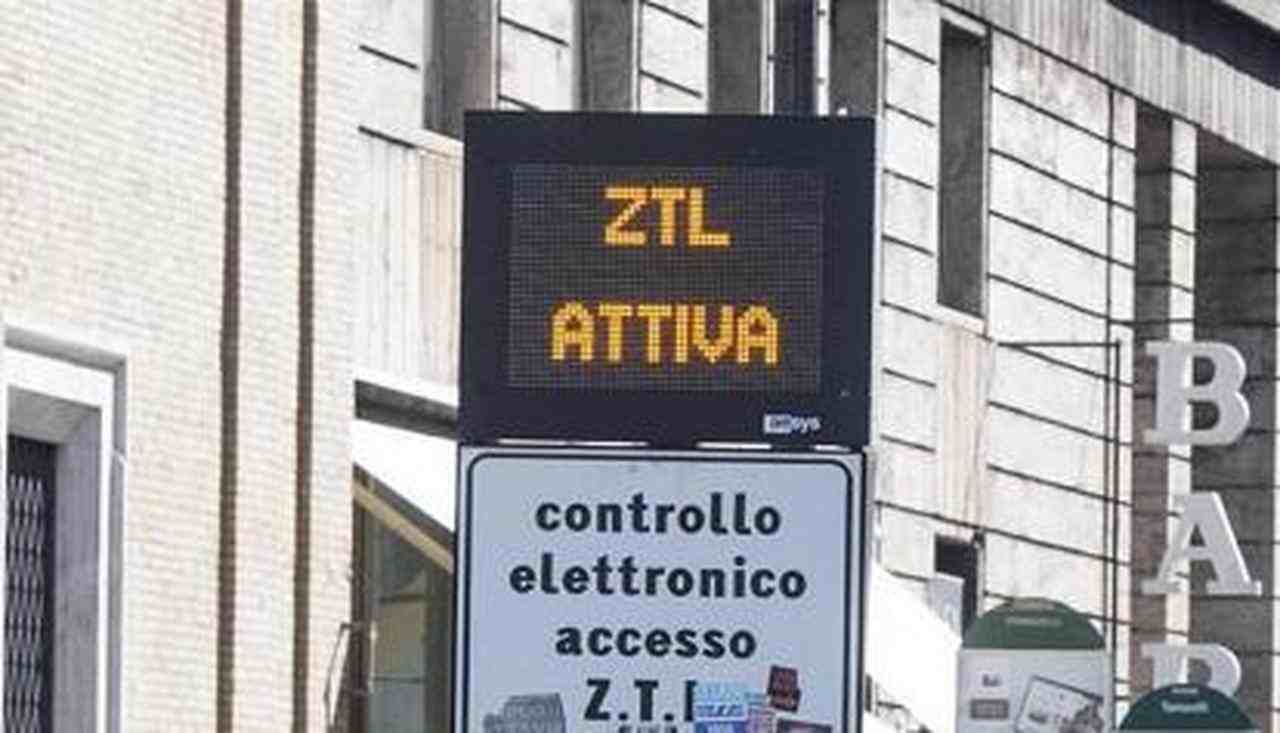 ZTL
ATTIVA
controllo
elettronico
accesso
Z.T.
B
A
R